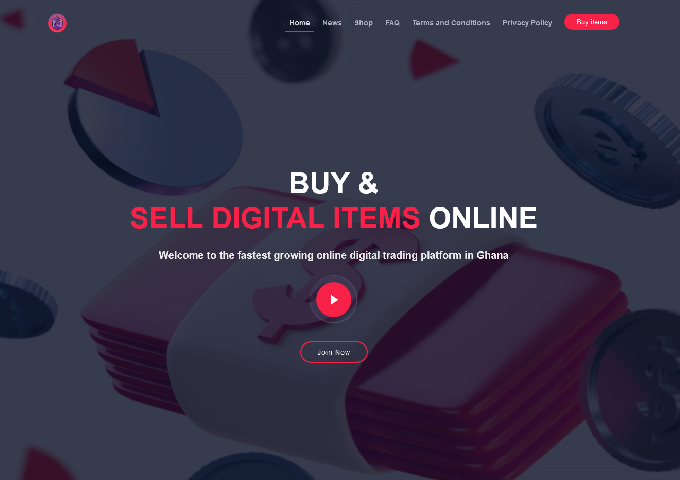 Home News Shop FAQ Terms and Conditions Privacy Policy Buy items
BUY &
SELL DIGITAL ITEMS ONLINE
Welcome to the fastest growing online digital trading platform in Ghana
Join Now